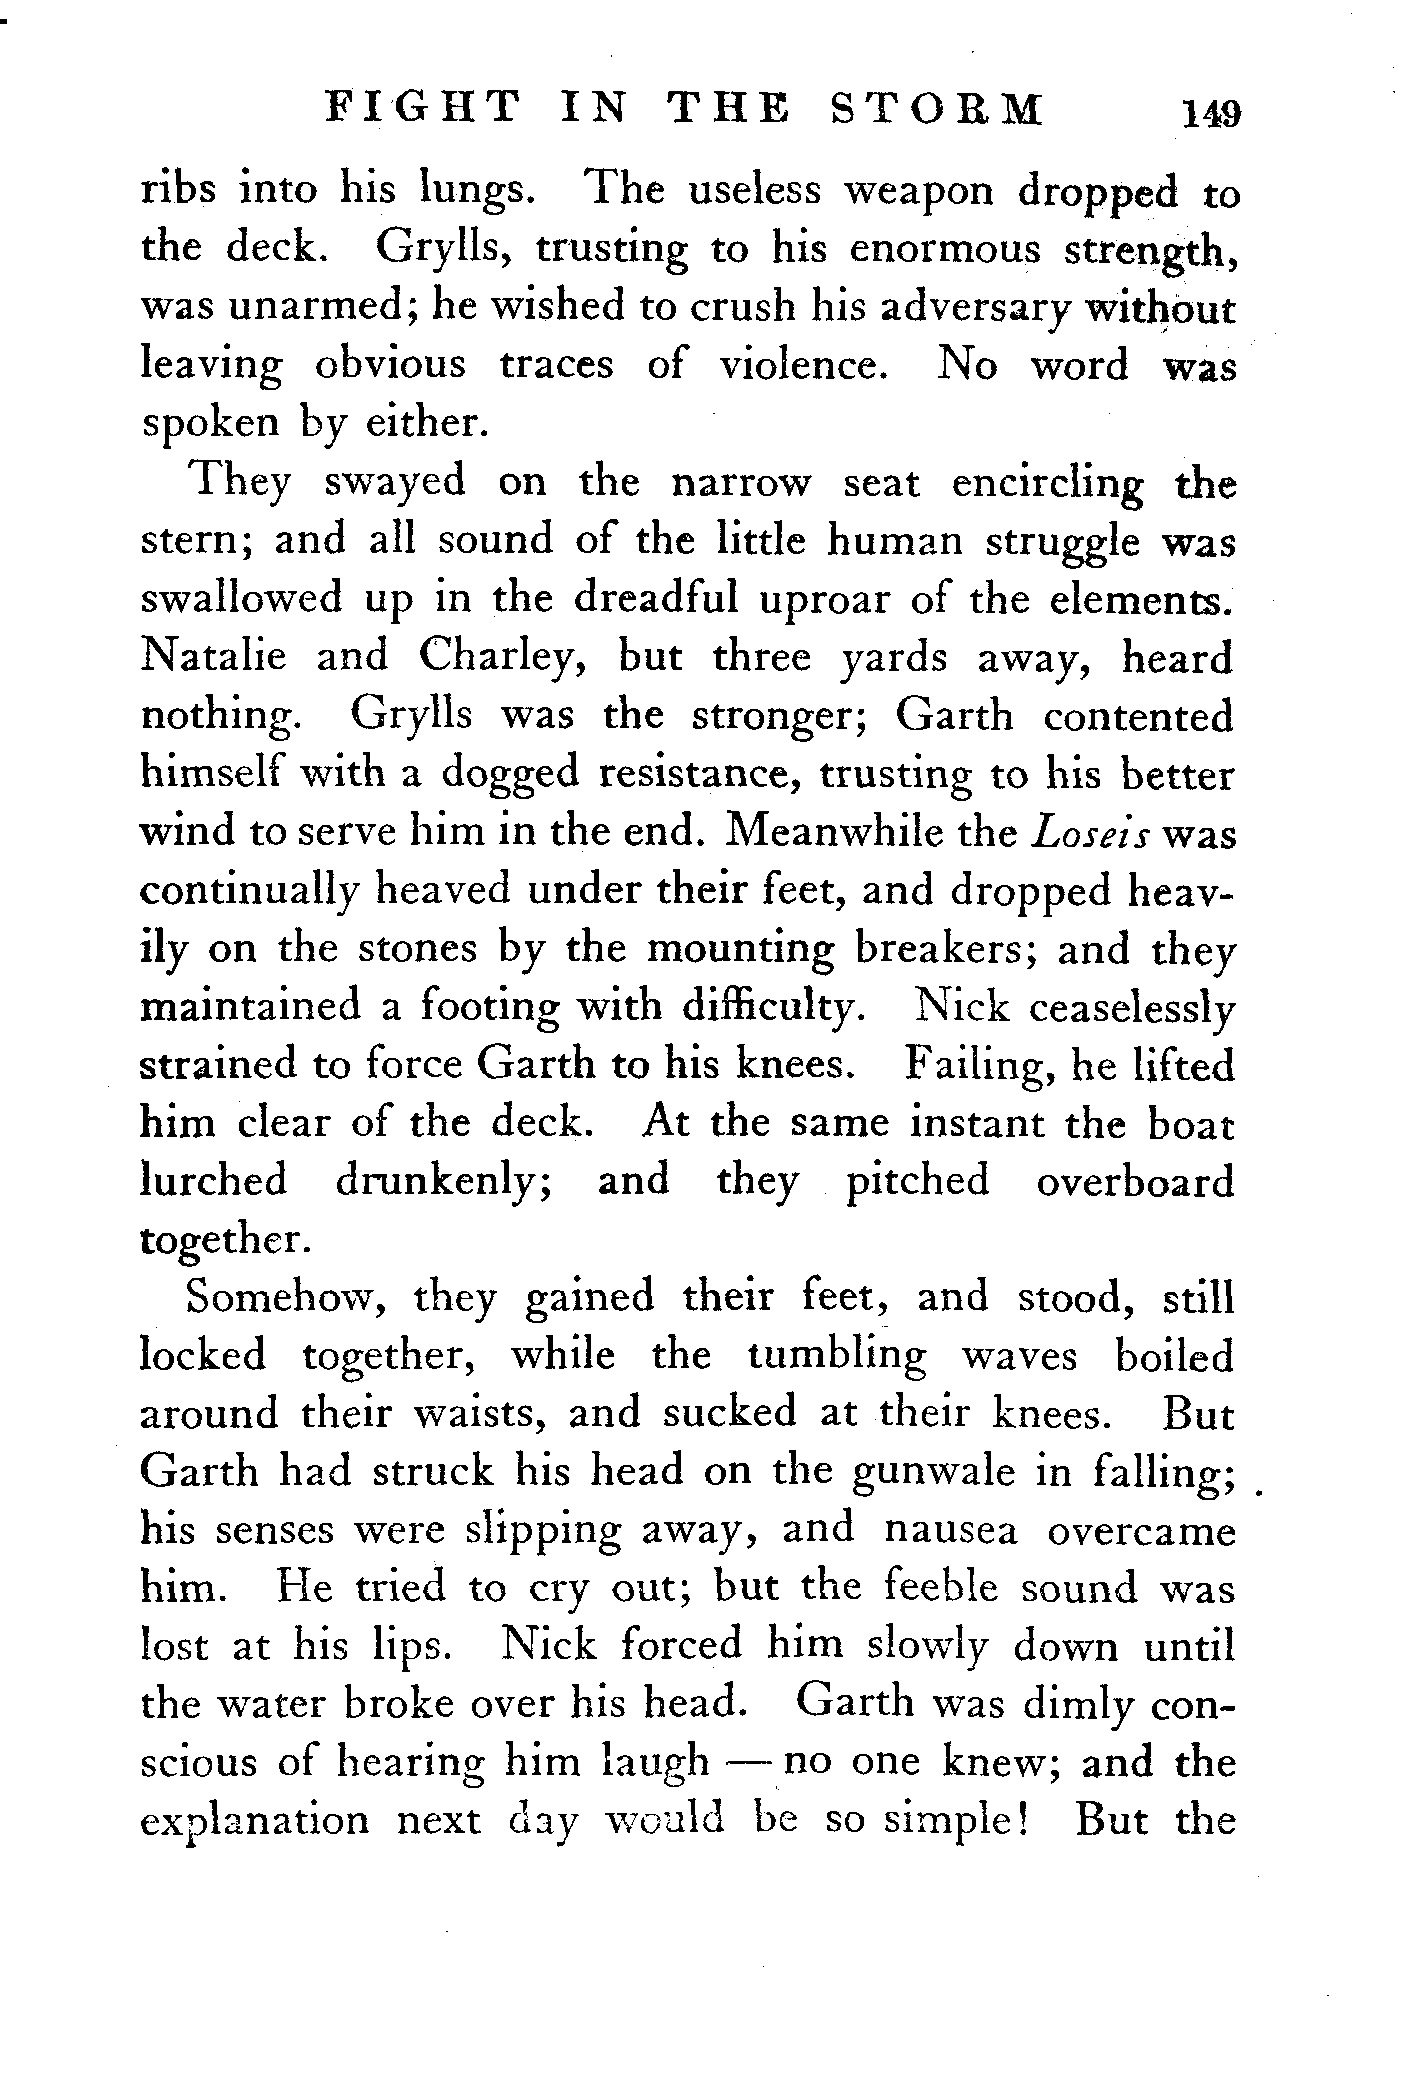 FIGHT IN THE STORM 149
ribs into his lungs. The useless weapon dropped to
the deck. Grylls, trusting to his enormous strength,
was unarmed; he wished to crush his adversary without
leaving obvious traces of violence. No word was
spoken by either.
They swayed on the narrow seat encircling the
stern; and all sound of the little human struggle was
swallowed up in the dreadful uproar of the elements.
Natalie and Charley, but three yards away, heard
nothing. Grylls was the stronger; Garth contented
himself with a dogged resistance, trusting to his better
wind to serve him in the end. Meanwhile the Loseis was
continually heaved under their feet, and dropped heav-
ily on the stones by the mounting breakers; and they
maintained a footing with difficulty. Nick ceaselessly
strained to force Garth to his knees. Failing, he lifted
him clear of the deck. At the same instant the boat
lurched drunkenly; and they pitched overboard
together.
Somehow, they gained their feet, and stood, still
locked together, while the tumbling waves boiled
around their waists, and sucked at their knees. But
Garth had struck his head on the gunwale in falling;
his senses were slipping away, and nausea overcame
him. He tried to cry out; but the feeble sound was
lost at his lips. Nick forced him slowly down until
the water broke over his head. Garth was dimly con-
scious of hearing him laugh — no one knew; and the
explanation next day would be so simple! But the